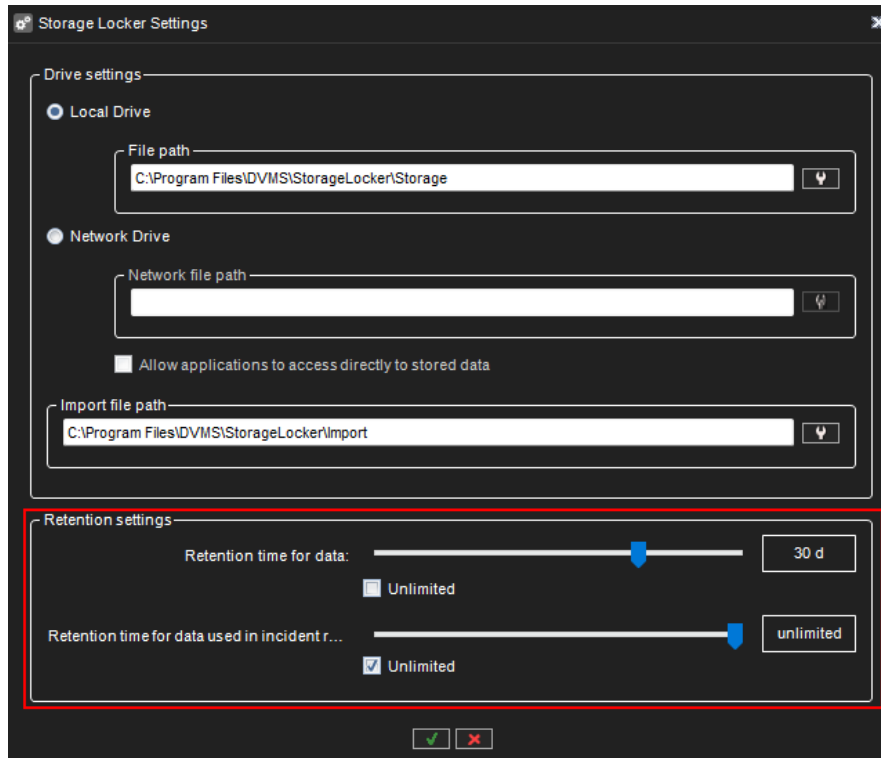 Storage Locker Settings
Drive settings
Local Drive
File path
C:\Program Files\DVMS\StorageLocker\Storage
Network Drive
Network file path
Allow applications to access directly to stored data
Import file path
C:\Program Files\DVMS\StorageLocker\Import
Retention settings
Retention time for data:
30 d
Unlimited
Retention time for data used in incident r...
unlimited
Unlimited